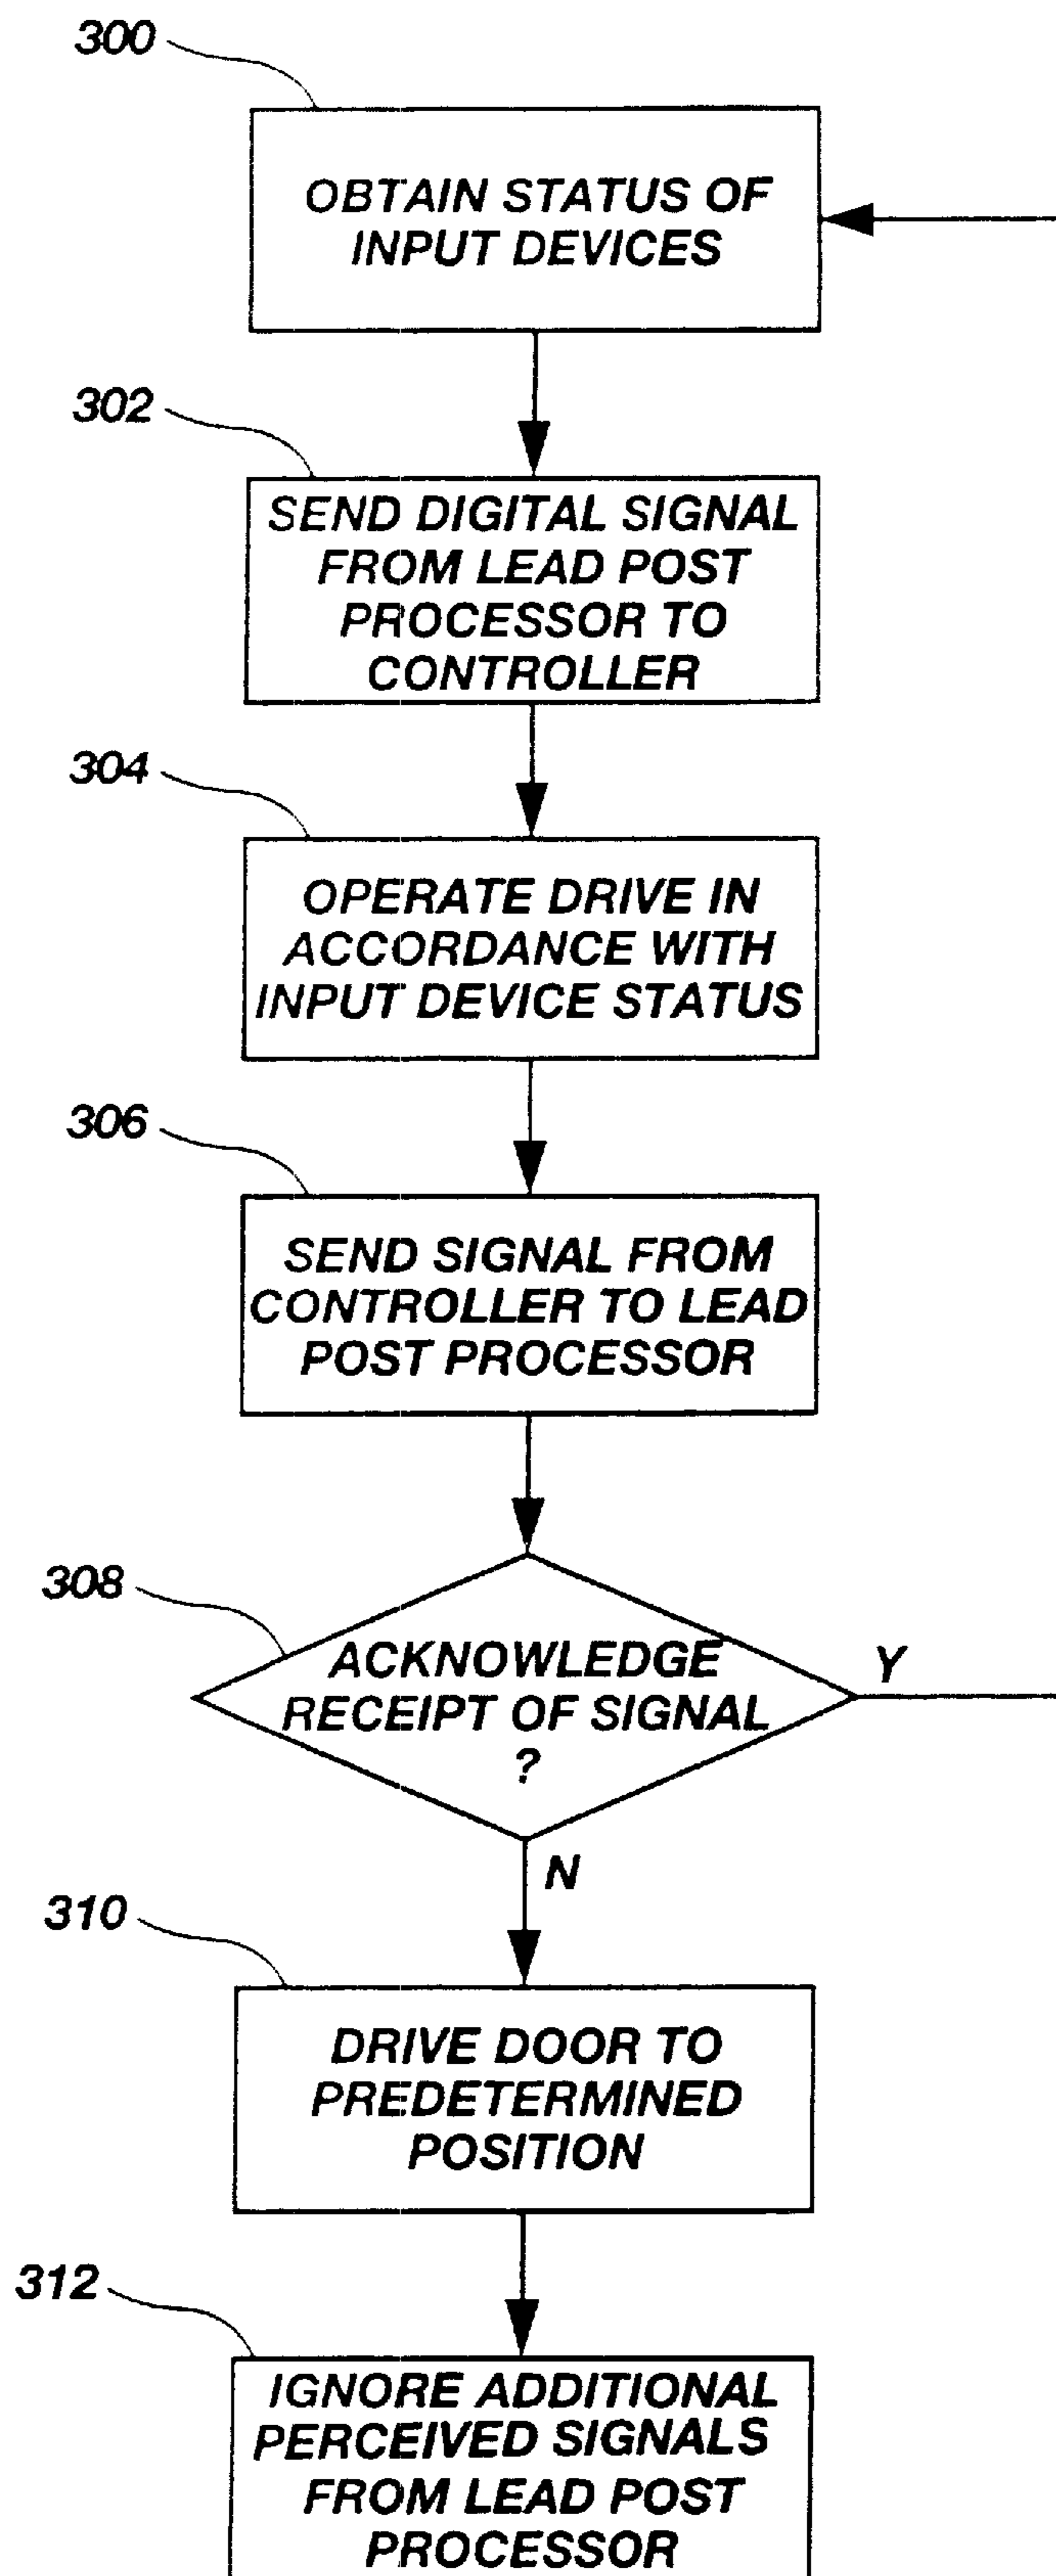 300
OBTAIN STATUS OF
INPUT DEVICES
302
SEND DIGITAL SIGNAL
FROM LEAD POST
PROCESSOR TO
CONTROLLER
304
OPERATE DRIVE IN
ACCORDANCE WITH
INPUT DEVICE STATUS
306
SEND SIGNAL FROM
CONTROLLER TO LEAD
POST PROCESSOR
308
ACKNOWLEDGE
RECEIPT OF SIGNAL
?
Y
N
310
DRIVE DOOR TO
PREDETERMINED
POSITION
312
IGNORE ADDITIONAL
PERCEIVED SIGNALS
FROM LEAD POST
PROCESSOR